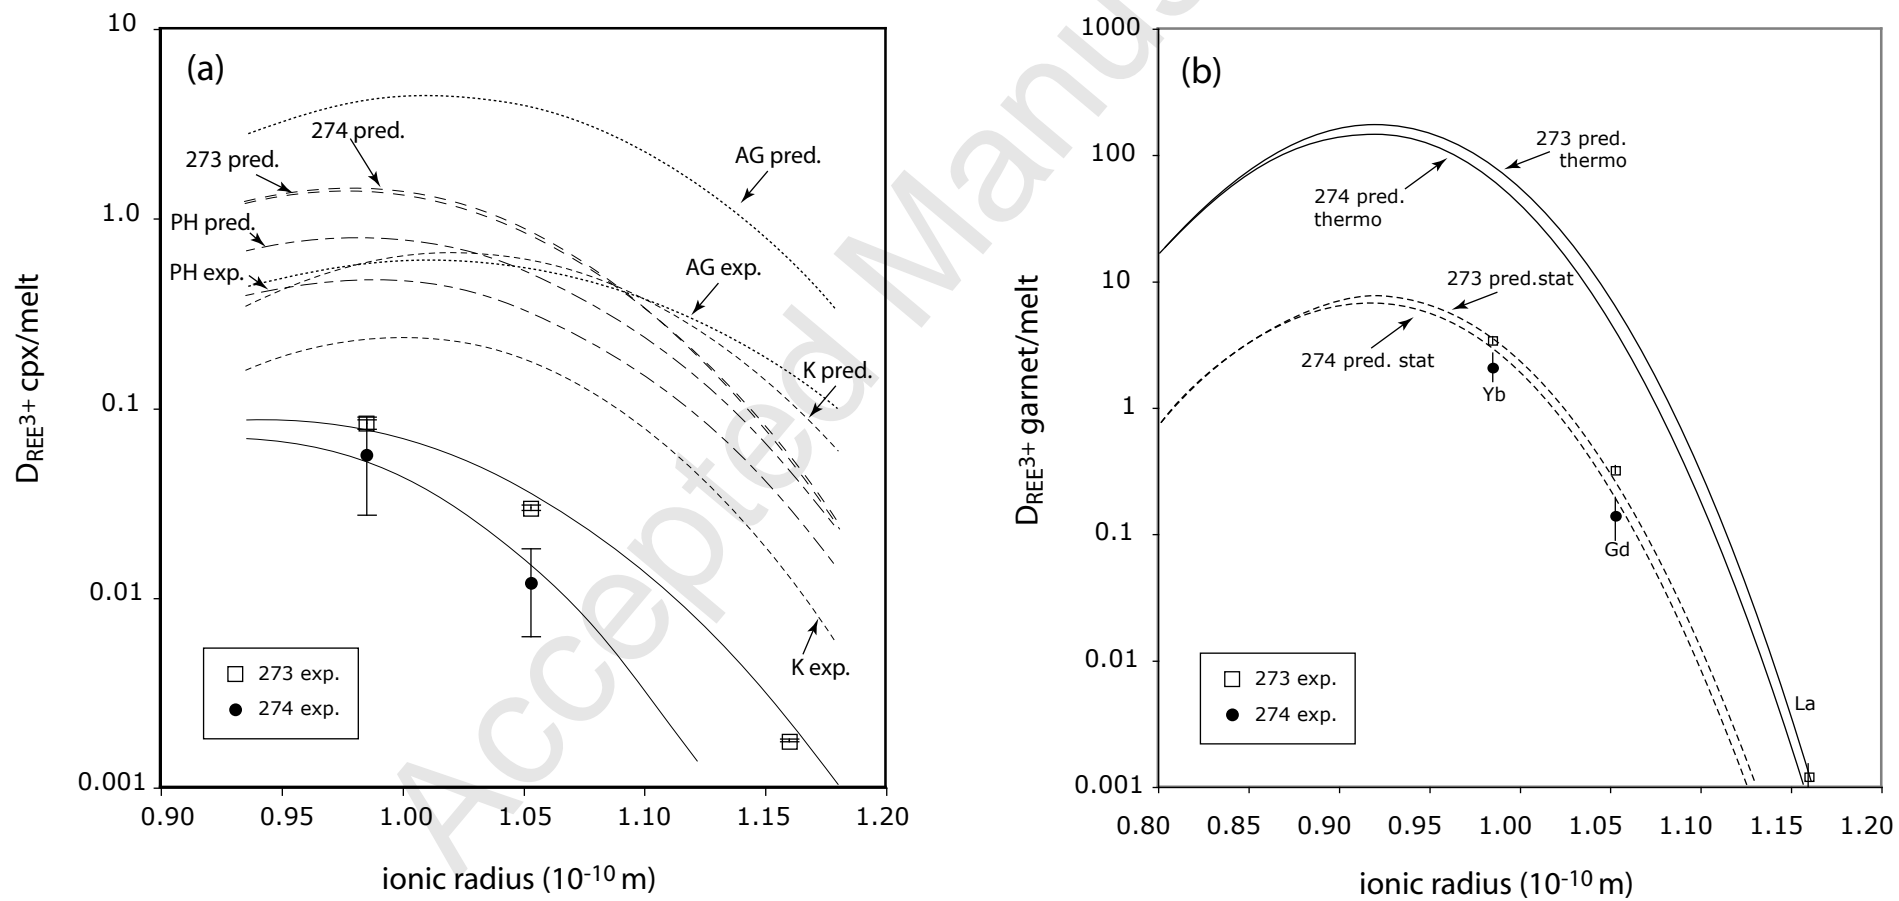 (a)
10
1.0
0.1
0.01
0.001
0.90
0.95
1.00
1.05
1.10
1.15
1.20
D_REE³⁺ cpx/melt
ionic radius (10⁻¹⁰ m)
273 pred.
274 pred.
AG pred.
PH pred.
PH exp.
AG exp.
K pred.
K exp.
273 exp.
274 exp.
(b)
1000
100
10
1
0.1
0.01
0.001
0.80
0.85
0.90
0.95
1.00
1.05
1.10
1.15
1.20
D_REE³⁺ garnet/melt
ionic radius (10⁻¹⁰ m)
273 pred.
thermo
274 pred.
thermo
273 pred.stat
274 pred. stat
Yb
Gd
La
273 exp.
274 exp.
Accepted Manus